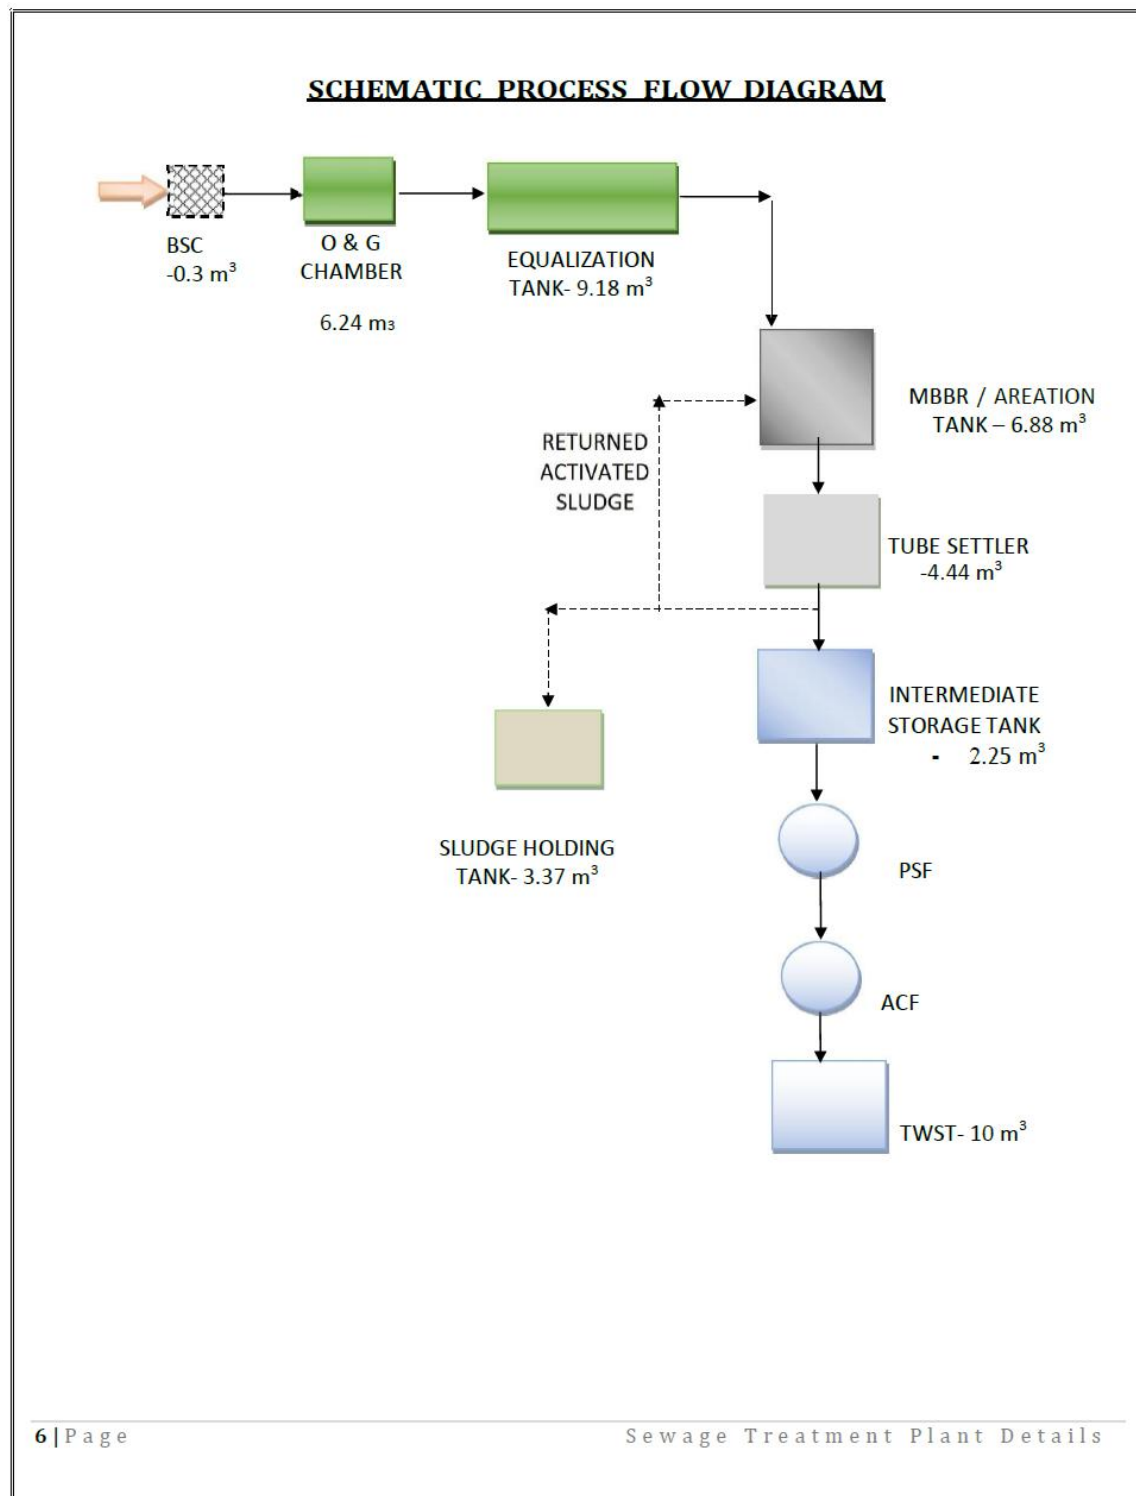 SCHEMATIC PROCESS FLOW DIAGRAM
BSC
-0.3 m³
O & G
CHAMBER
6.24 m3
EQUALIZATION
TANK- 9.18 m³
MBBR / AREATION
TANK – 6.88 m³
RETURNED
ACTIVATED
SLUDGE
TUBE SETTLER
-4.44 m³
INTERMEDIATE
STORAGE TANK
- 2.25 m³
SLUDGE HOLDING
TANK- 3.37 m³
PSF
ACF
TWST- 10 m³
6 | Page
Sewage Treatment Plant Details